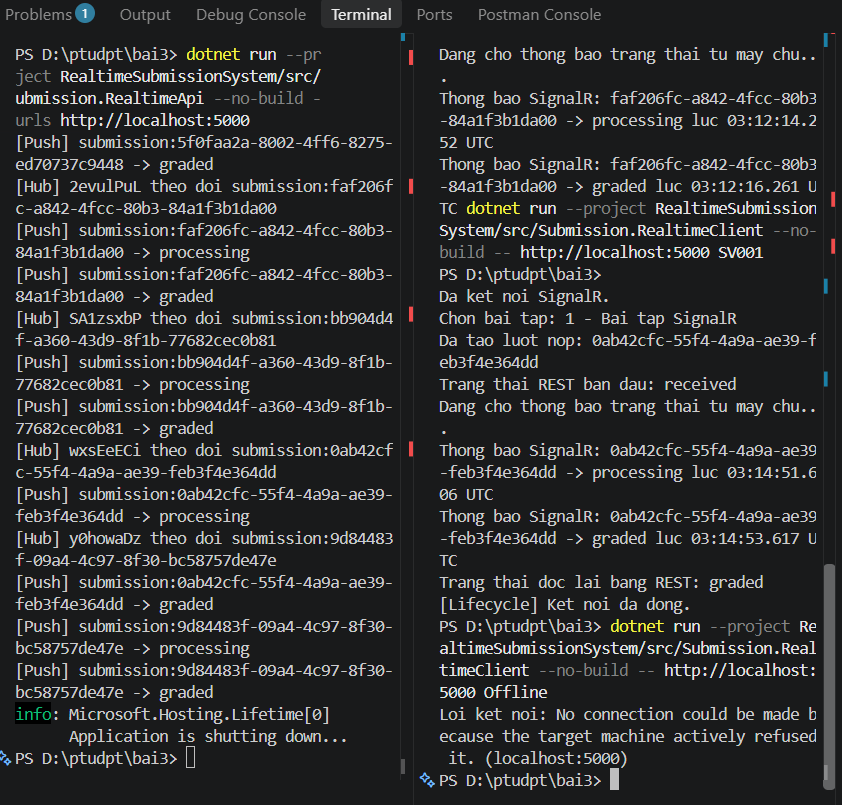 Problems 1 Output Debug Console Terminal Ports Postman Console
PS D:\ptudpt\bai3> dotnet run --pr
ject RealtimeSubmissionSystem/src/
ubmission.RealtimeApi --no-build -
urls http://localhost:5000
[Push] submission:5f0faa2a-8002-4ff6-8275-
ed70737c9448 -> graded
[Hub] 2evulPuL theo doi submission:faf206f
c-a842-4fcc-80b3-84a1f3b1da00
[Push] submission:faf206fc-a842-4fcc-80b3-
84a1f3b1da00 -> processing
[Push] submission:faf206fc-a842-4fcc-80b3-
84a1f3b1da00 -> graded
[Hub] SA1zsxbP theo doi submission:bb904d4
f-a360-43d9-8f1b-77682cec0b81
[Push] submission:bb904d4f-a360-43d9-8f1b-
77682cec0b81 -> processing
[Push] submission:bb904d4f-a360-43d9-8f1b-
77682cec0b81 -> graded
[Hub] wxsEeECi theo doi submission:0ab42cf
c-55f4-4a9a-ae39-feb3f4e364dd
[Push] submission:0ab42cfc-55f4-4a9a-ae39-
feb3f4e364dd -> processing
[Hub] y0howaDz theo doi submission:9d84483
f-09a4-4c97-8f30-bc58757de47e
[Push] submission:0ab42cfc-55f4-4a9a-ae39-
feb3f4e364dd -> graded
[Push] submission:9d84483f-09a4-4c97-8f30-
bc58757de47e -> processing
[Push] submission:9d84483f-09a4-4c97-8f30-
bc58757de47e -> graded
info: Microsoft.Hosting.Lifetime[0]
Application is shutting down...
PS D:\ptudpt\bai3>
Dang cho thong bao trang thai tu may chu..
.
Thong bao SignalR: faf206fc-a842-4fcc-80b3
-84a1f3b1da00 -> processing luc 03:12:14.2
52 UTC
Thong bao SignalR: faf206fc-a842-4fcc-80b3
-84a1f3b1da00 -> graded luc 03:12:16.261 U
TC dotnet run --project RealtimeSubmission
System/src/Submission.RealtimeClient --no-
build -- http://localhost:5000 SV001
PS D:\ptudpt\bai3>
Da ket noi SignalR.
Chon bai tap: 1 - Bai tap SignalR
Da tao luot nop: 0ab42cfc-55f4-4a9a-ae39-f
eb3f4e364dd
Trang thai REST ban dau: received
Dang cho thong bao trang thai tu may chu..
.
Thong bao SignalR: 0ab42cfc-55f4-4a9a-ae39
-feb3f4e364dd -> processing luc 03:14:51.6
06 UTC
Thong bao SignalR: 0ab42cfc-55f4-4a9a-ae39
-feb3f4e364dd -> graded luc 03:14:53.617 U
TC
Trang thai doc lai bang REST: graded
[Lifecycle] Ket noi da dong.
PS D:\ptudpt\bai3> dotnet run --project Re
altimeSubmissionSystem/src/Submission.Real
timeClient --no-build -- http://localhost:
5000 Offline
Loi ket noi: No connection could be made b
ecause the target machine actively refused
it. (localhost:5000)
PS D:\ptudpt\bai3>